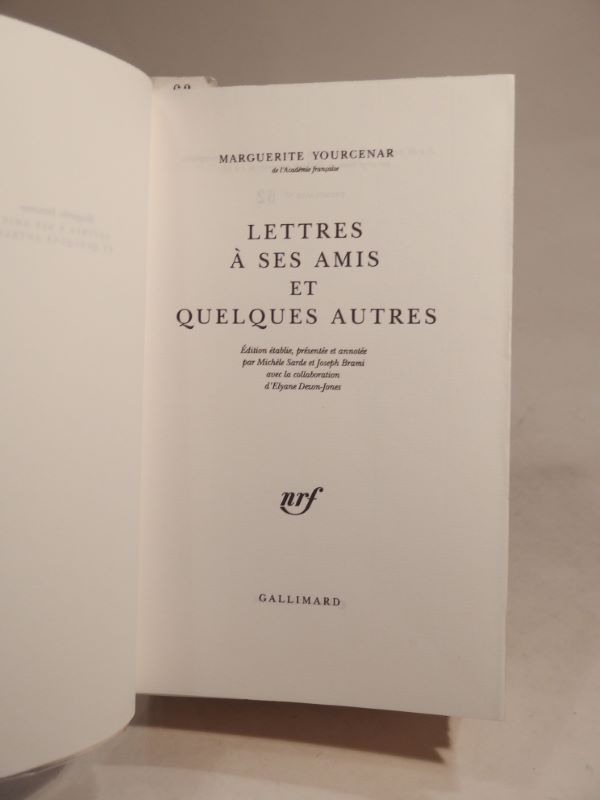 MARGUERITE YOURCENAR
de l'Académie française
LETTRES
À SES AMIS
ET
QUELQUES AUTRES
Édition établie, présentée et annotée
par Michèle Sarde et Joseph Brami
avec la collaboration
d'Elyane Dezon-Jones
nrf
GALLIMARD